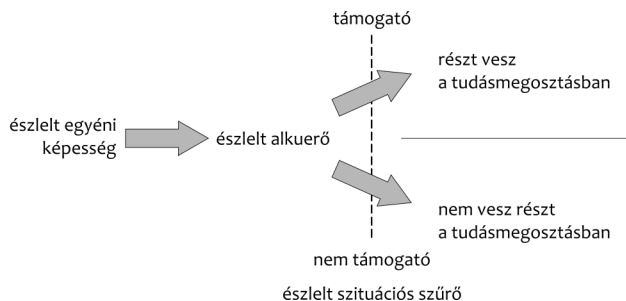 támogató
részt vesz
a tudásmegosztásban
észlelt egyéni
képesség
észlelt alkuerő
nem vesz részt
a tudásmegosztásban
nem támogató
észlelt szituációs szűrő